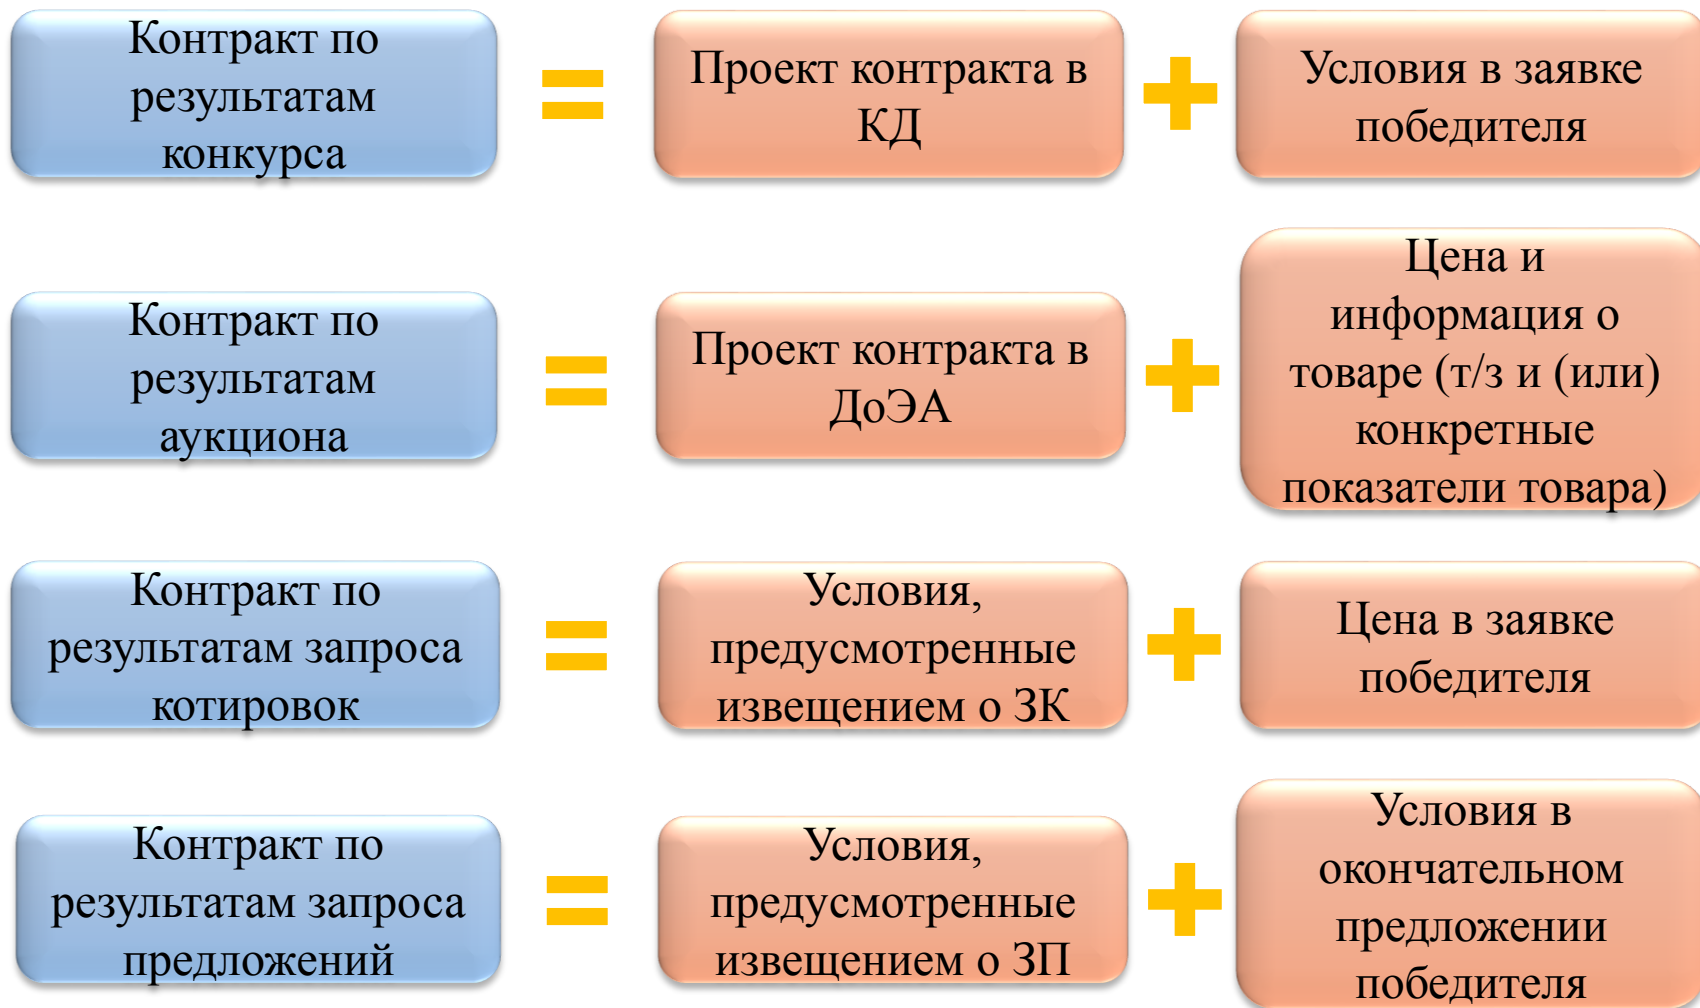 Контракт по
результатам
конкурса
=
Проект контракта в
КД
+
Условия в заявке
победителя
Контракт по
результатам
аукциона
=
Проект контракта в
ДоЭА
+
Цена и
информация о
товаре (т/з и (или)
конкретные
показатели товара)
Контракт по
результатам запроса
котировок
=
Условия,
предусмотренные
извещением о ЗК
+
Цена в заявке
победителя
Контракт по
результатам запроса
предложений
=
Условия,
предусмотренные
извещением о ЗП
+
Условия в
окончательном
предложении
победителя